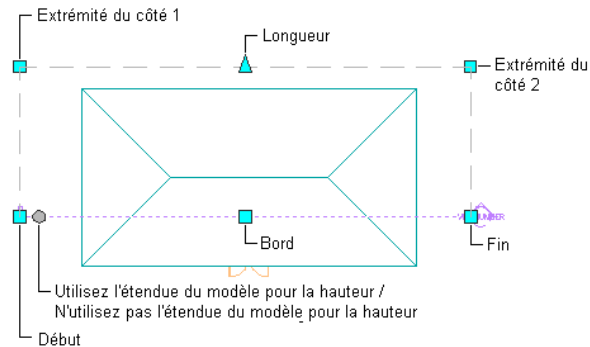 Extrémité du côté 1
Longueur
Extrémité du
côté 2
Bord
Fin
Utilisez l'étendue du modèle pour la hauteur /
N'utilisez pas l'étendue du modèle pour la hauteur
Début